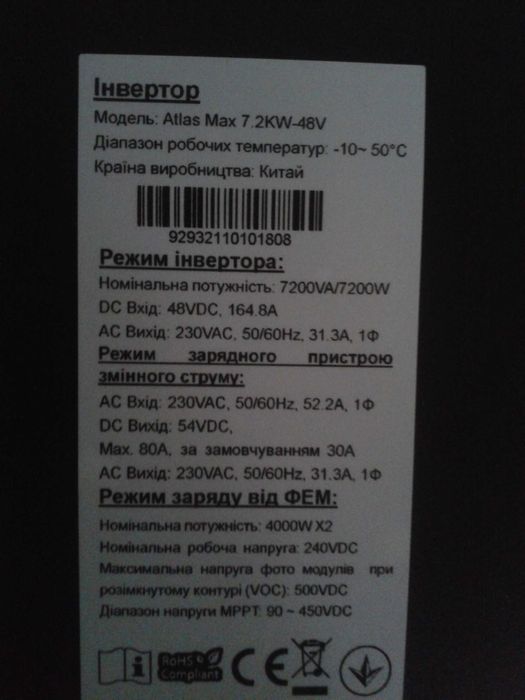 Інвертор
Модель: Atlas Max 7.2KW-48V
Діапазон робочих температур: -10~ 50°C
Країна виробництва: Китай
92932110101808
Режим інвертора:
Номінальна потужність: 7200VA/7200W
DC Вхід: 48VDC, 164.8A
AC Вихід: 230VAC, 50/60Hz, 31.3A, 1Ф
Режим зарядного пристрою
змінного струму:
AC Вхід: 230VAC, 50/60Hz, 52.2A, 1Ф
DC Вихід: 54VDC,
Max. 80A, за замовчуванням 30A
AC Вихід: 230VAC, 50/60Hz, 31.3A, 1Ф
Режим заряду від ФЕМ:
Номінальна потужність: 4000W X2
Номінальна робоча напруга: 240VDC
Максимальна напруга фото модулів при
розімкнутому контурі (VOC): 500VDC
Діапазон напруги MPPT: 90 ~ 450VDC
RoHS
Compliant
CE